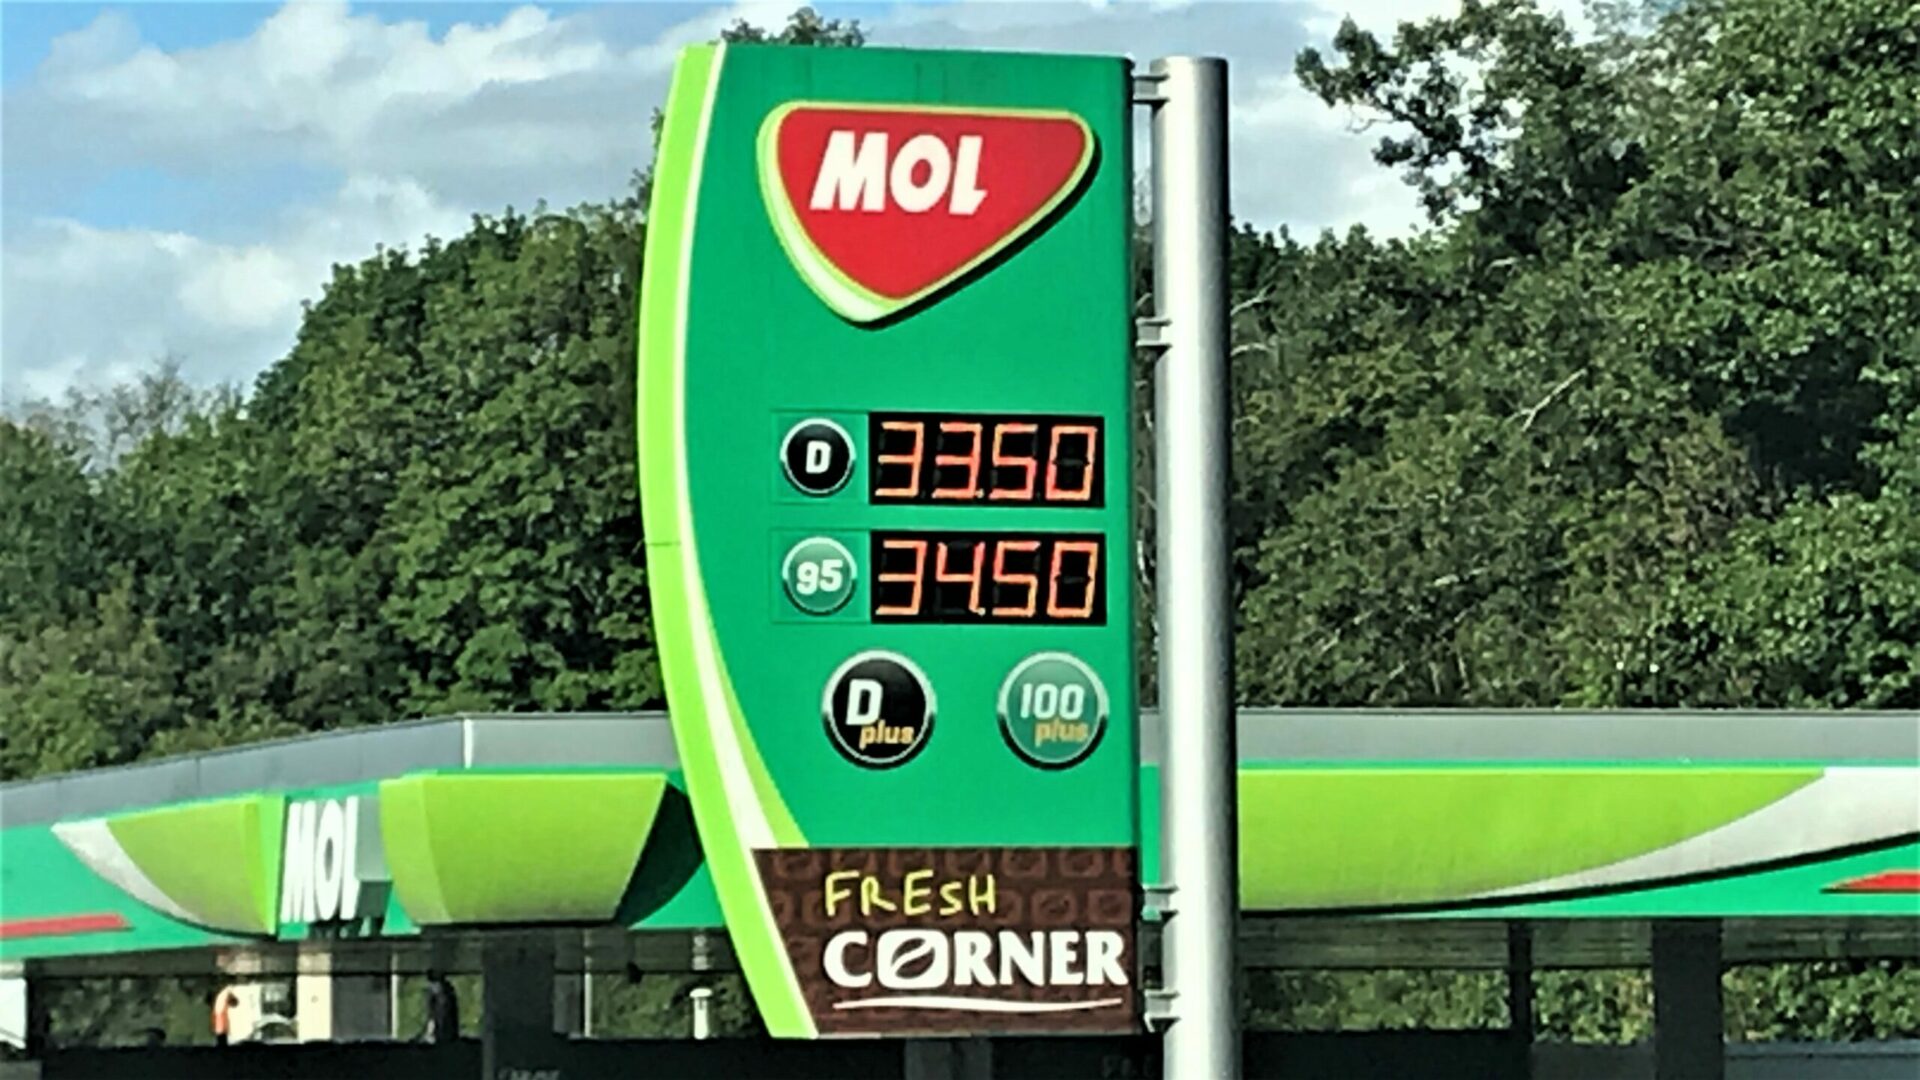 MOL
D 33.50
95 34.50
D plus 100 plus
FRESH
CORNER
MOL